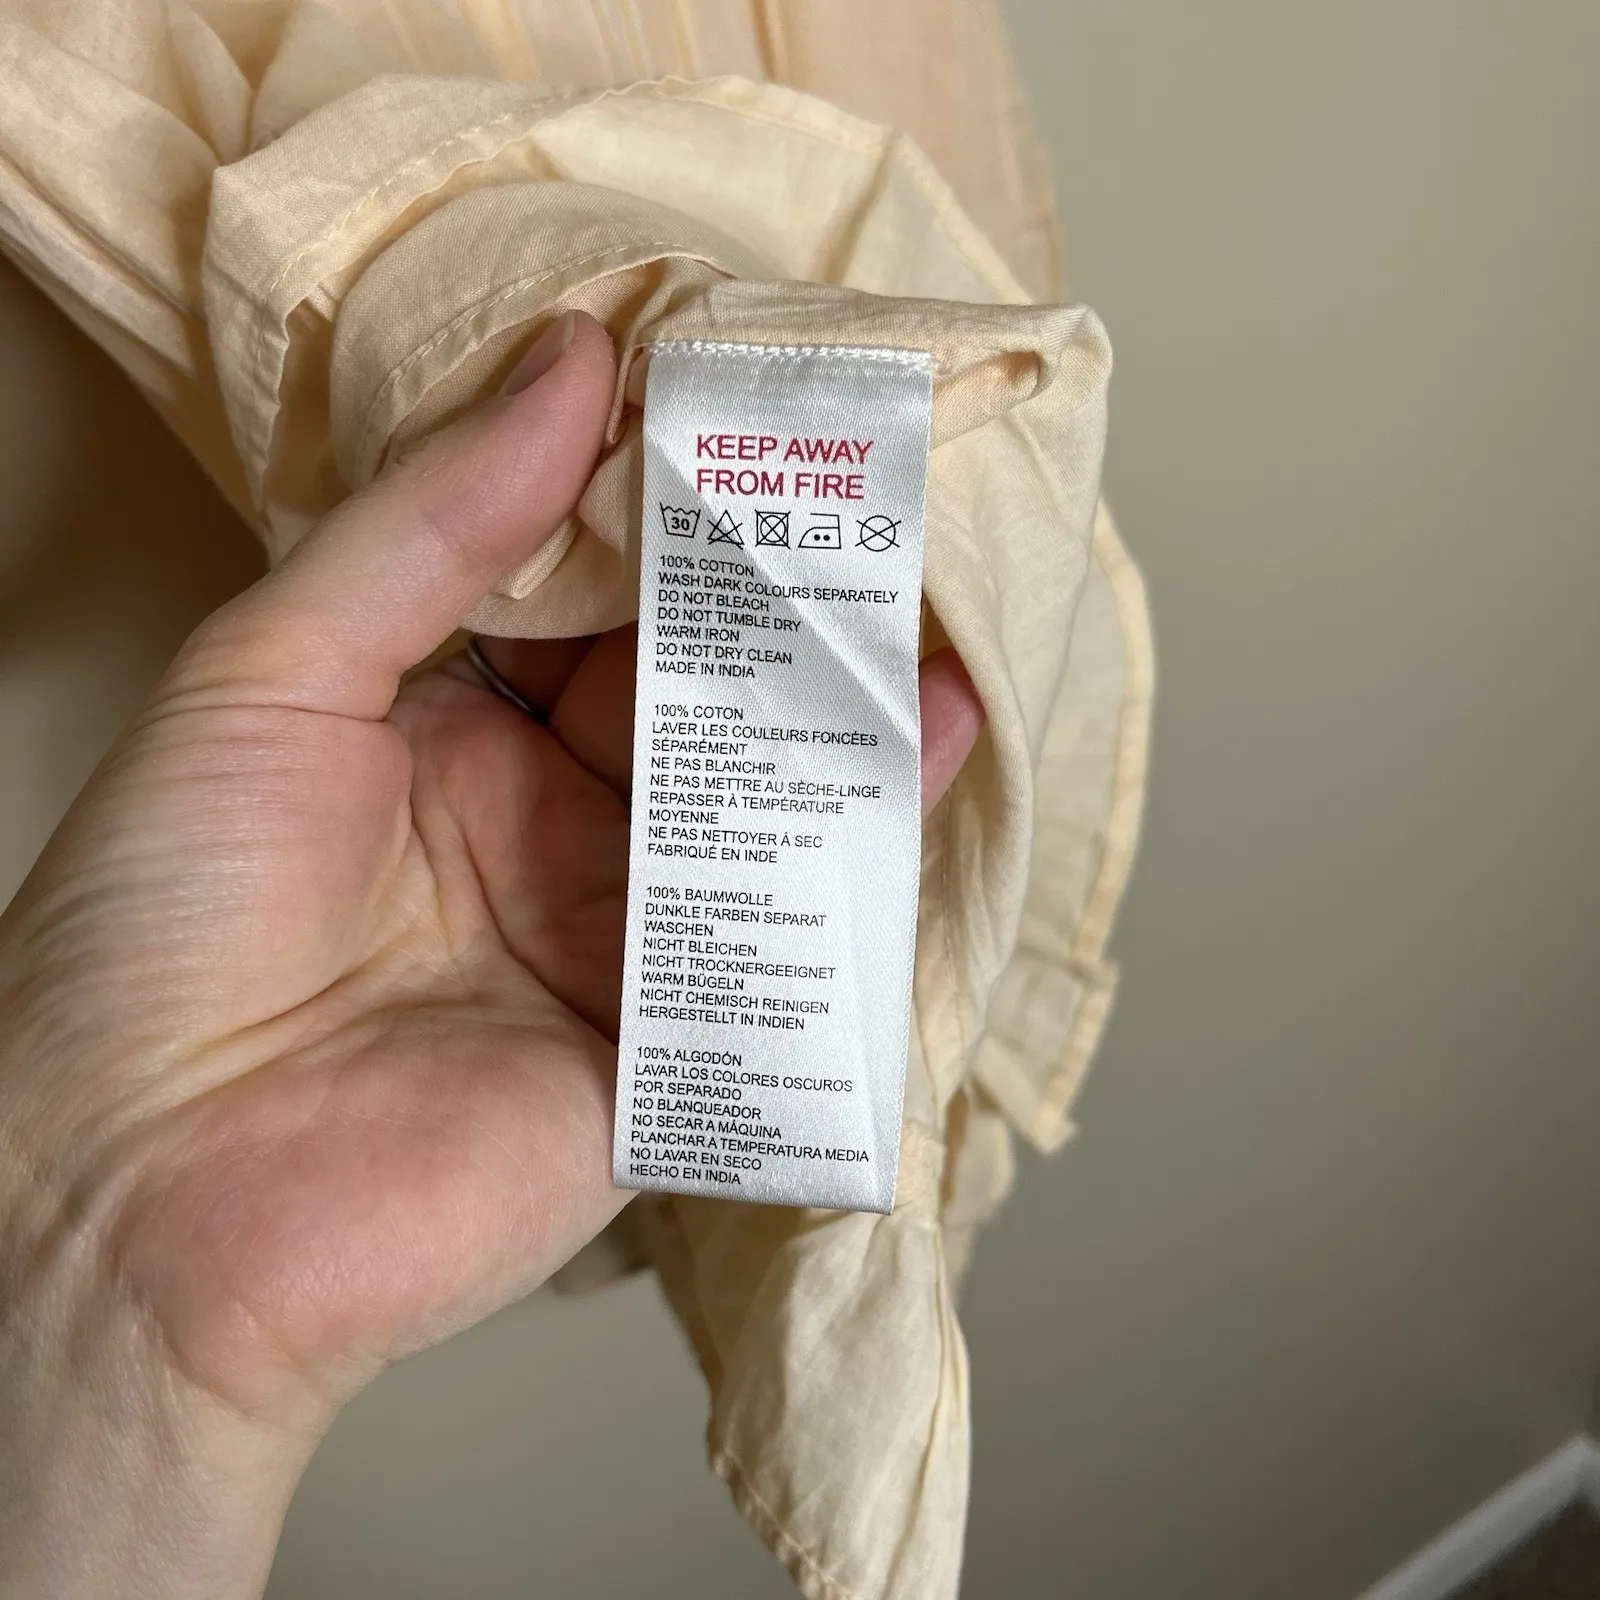 KEEP AWAY
FROM FIRE
30
100% COTTON
WASH DARK COLOURS SEPARATELY
DO NOT BLEACH
DO NOT TUMBLE DRY
WARM IRON
DO NOT DRY CLEAN
MADE IN INDIA
100% COTON
LAVER LES COULEURS FONCÉES
SÉPARÉMENT
NE PAS BLANCHIR
NE PAS METTRE AU SÈCHE-LINGE
REPASSER À TEMPÉRATURE
MOYENNE
NE PAS NETTOYER Á SEC
FABRIQUÉ EN INDE
100% BAUMWOLLE
DUNKLE FARBEN SEPARAT
WASCHEN
NICHT BLEICHEN
NICHT TROCKNERGEEIGNET
WARM BÜGELN
NICHT CHEMISCH REINIGEN
HERGESTELLT IN INDIEN
100% ALGODÓN
LAVAR LOS COLORES OSCUROS
POR SEPARADO
NO BLANQUEADOR
NO SECAR A MÁQUINA
PLANCHAR A TEMPERATURA MEDIA
NO LAVAR EN SECO
HECHO EN INDIA